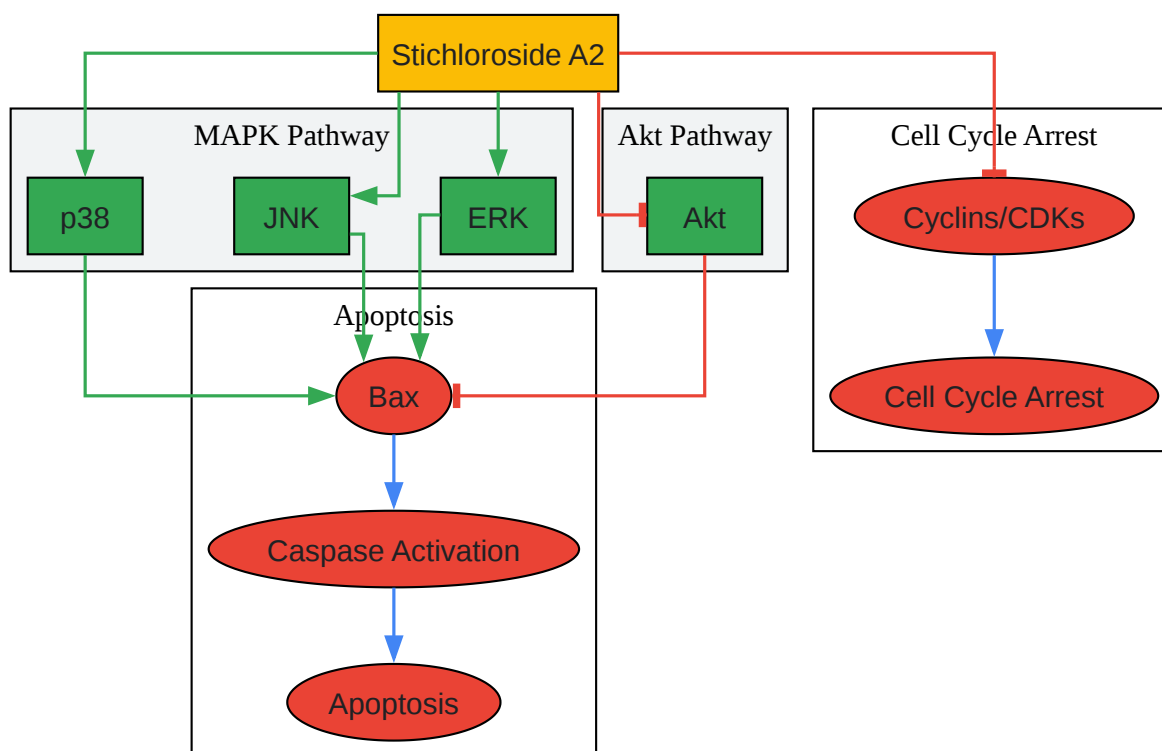 Stichloroside A2
MAPK Pathway
Akt Pathway
Cell Cycle Arrest
p38
JNK
ERK
Akt
Cyclins/CDKs
Apoptosis
Bax
Cell Cycle Arrest
Caspase Activation
Apoptosis